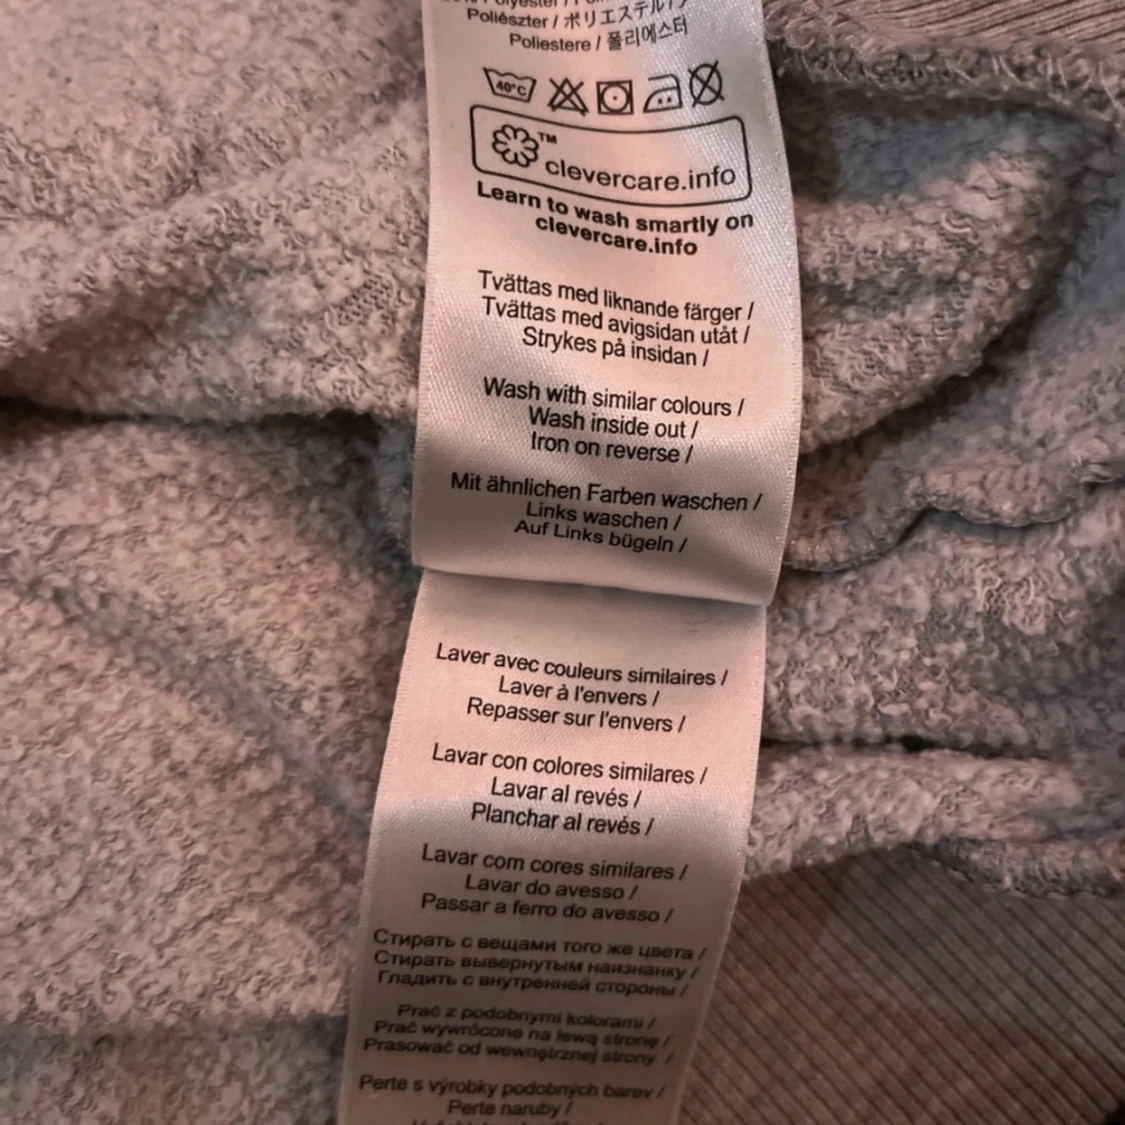 Polyester /
Poliészter / ポリエステル /
Poliestere / 폴리에스터
40°C
TM
clevercare.info
Learn to wash smartly on
clevercare.info
Tvättas med liknande färger /
Tvättas med avigsidan utåt /
Strykes på insidan /
Wash with similar colours /
Wash inside out /
Iron on reverse /
Mit ähnlichen Farben waschen /
Links waschen /
Auf Links bügeln /
Laver avec couleurs similaires /
Laver à l'envers /
Repasser sur l'envers /
Lavar con colores similares /
Lavar al revés /
Planchar al revés /
Lavar com cores similares /
Lavar do avesso /
Passar a ferro do avesso /
Стирать с вещами того же цвета /
Стирать вывернутым наизнанку /
Гладить с внутренней стороны /
Prać z podobnymi kolorami /
Prać wywrócone na lewą stronę /
Prasować od wewnętrznej strony /
Perte s výrobky podobných barev /
Perte naruby /